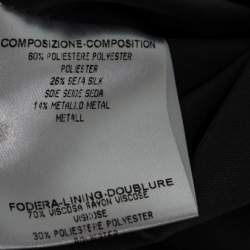 COMPOSIZIONE-COMPOSITION
60% POLIESTERE POLYESTER
POLIESTER
26% SETA SILK
SOIE SEIDE SEDA
14% METALLO METAL
METALL
FODERA-LINING-DOUBLURE
70% VISCOSA RAYON VISCOSE
VISKOSE
30% POLIESTERE POLYESTER
POLYESTER